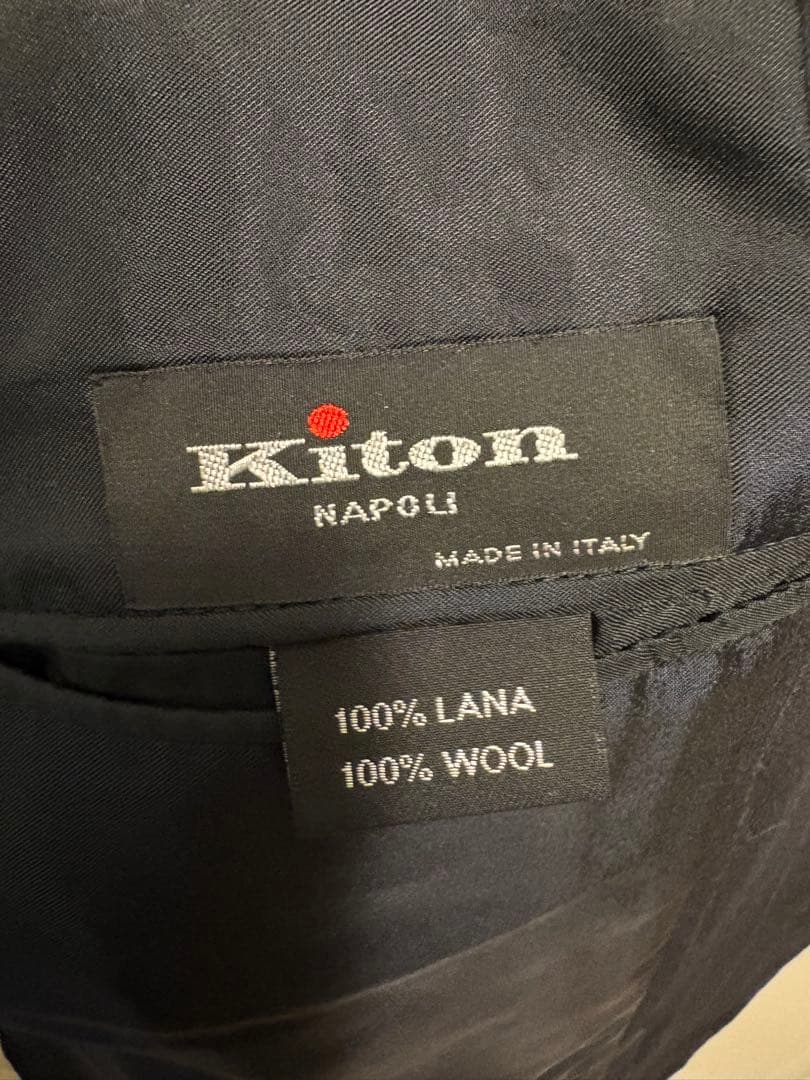 Kiton
NAPOLI
MADE IN ITALY
100% LANA
100% WOOL